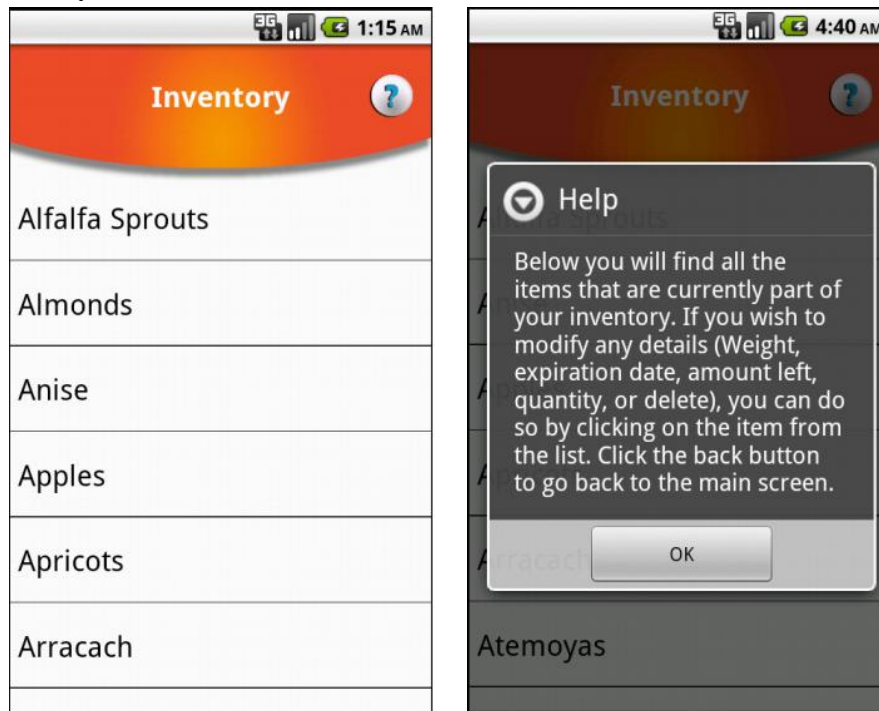 3G 1:15 AM
Inventory ?
Alfalfa Sprouts
Almonds
Anise
Apples
Apricots
Arracach
3G 4:40 AM
Inventory ?
Help
Below you will find all the
items that are currently part of
your inventory. If you wish to
modify any details (Weight,
expiration date, amount left,
quantity, or delete), you can do
so by clicking on the item from
the list. Click the back button
to go back to the main screen.
OK
Atemoyas